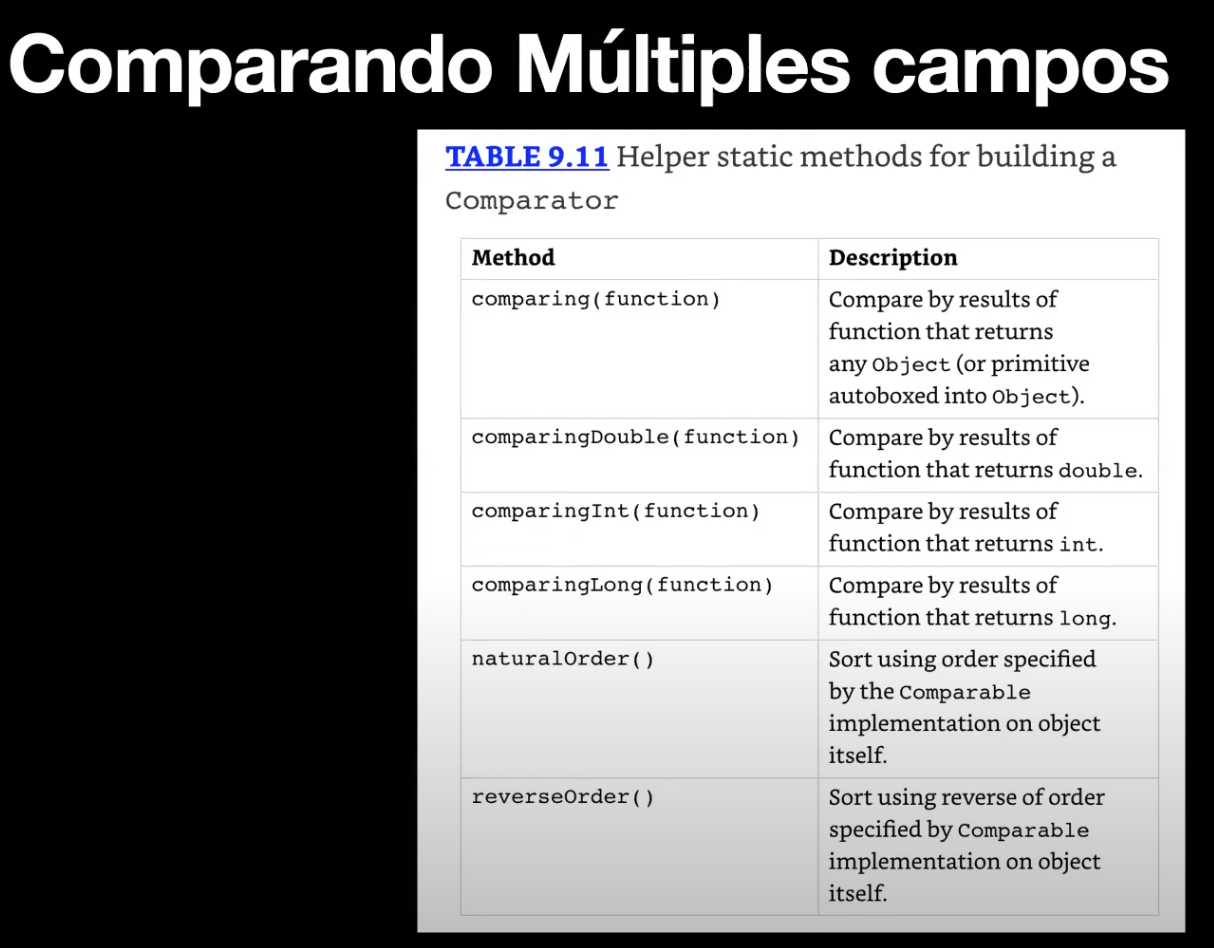 Comparando Múltiples campos
TABLE 9.11 Helper static methods for building a
Comparator
Method Description
comparing(function) Compare by results of
function that returns
any Object (or primitive
autoboxed into Object).
comparingDouble(function) Compare by results of
function that returns double.
comparingInt(function) Compare by results of
function that returns int.
comparingLong(function) Compare by results of
function that returns long.
naturalOrder() Sort using order specified
by the Comparable
implementation on object
itself.
reverseOrder() Sort using reverse of order
specified by Comparable
implementation on object
itself.